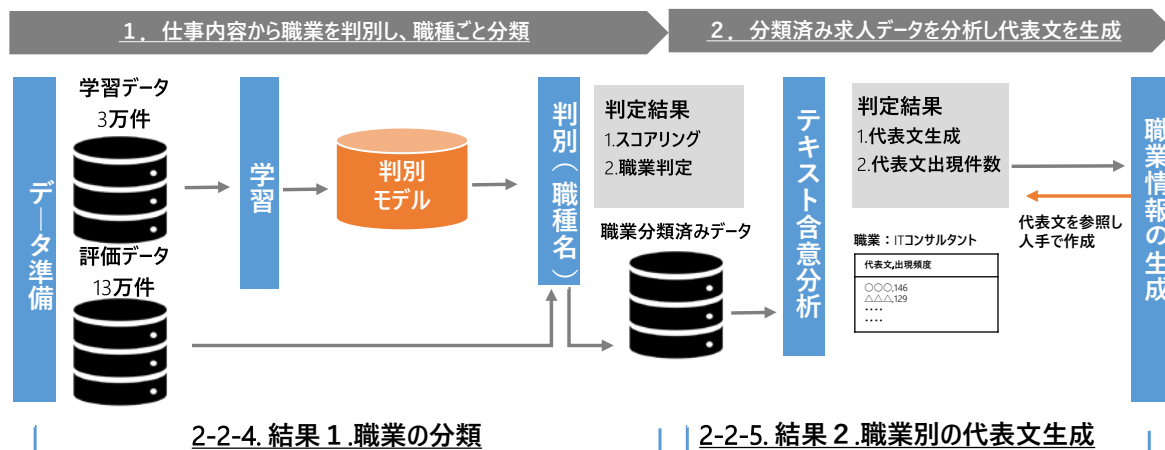 １．仕事内容から職業を判別し、職種ごと分類
２．分類済み求人データを分析し代表文を生成
データ準備
学習データ
3万件
評価データ
13万件
学習
判別
モデル
判別（職種名）
判定結果
1.スコアリング
2.職業判定
職業分類済みデータ
テキスト含意分析
判定結果
1.代表文生成
2.代表文出現件数
職業：ITコンサルタント
代表文,出現頻度
○○○,146
△△△,129
‥‥
‥‥
代表文を参照し
人手で作成
職業情報の生成
2-2-4. 結果１.職業の分類
2-2-5. 結果２.職業別の代表文生成